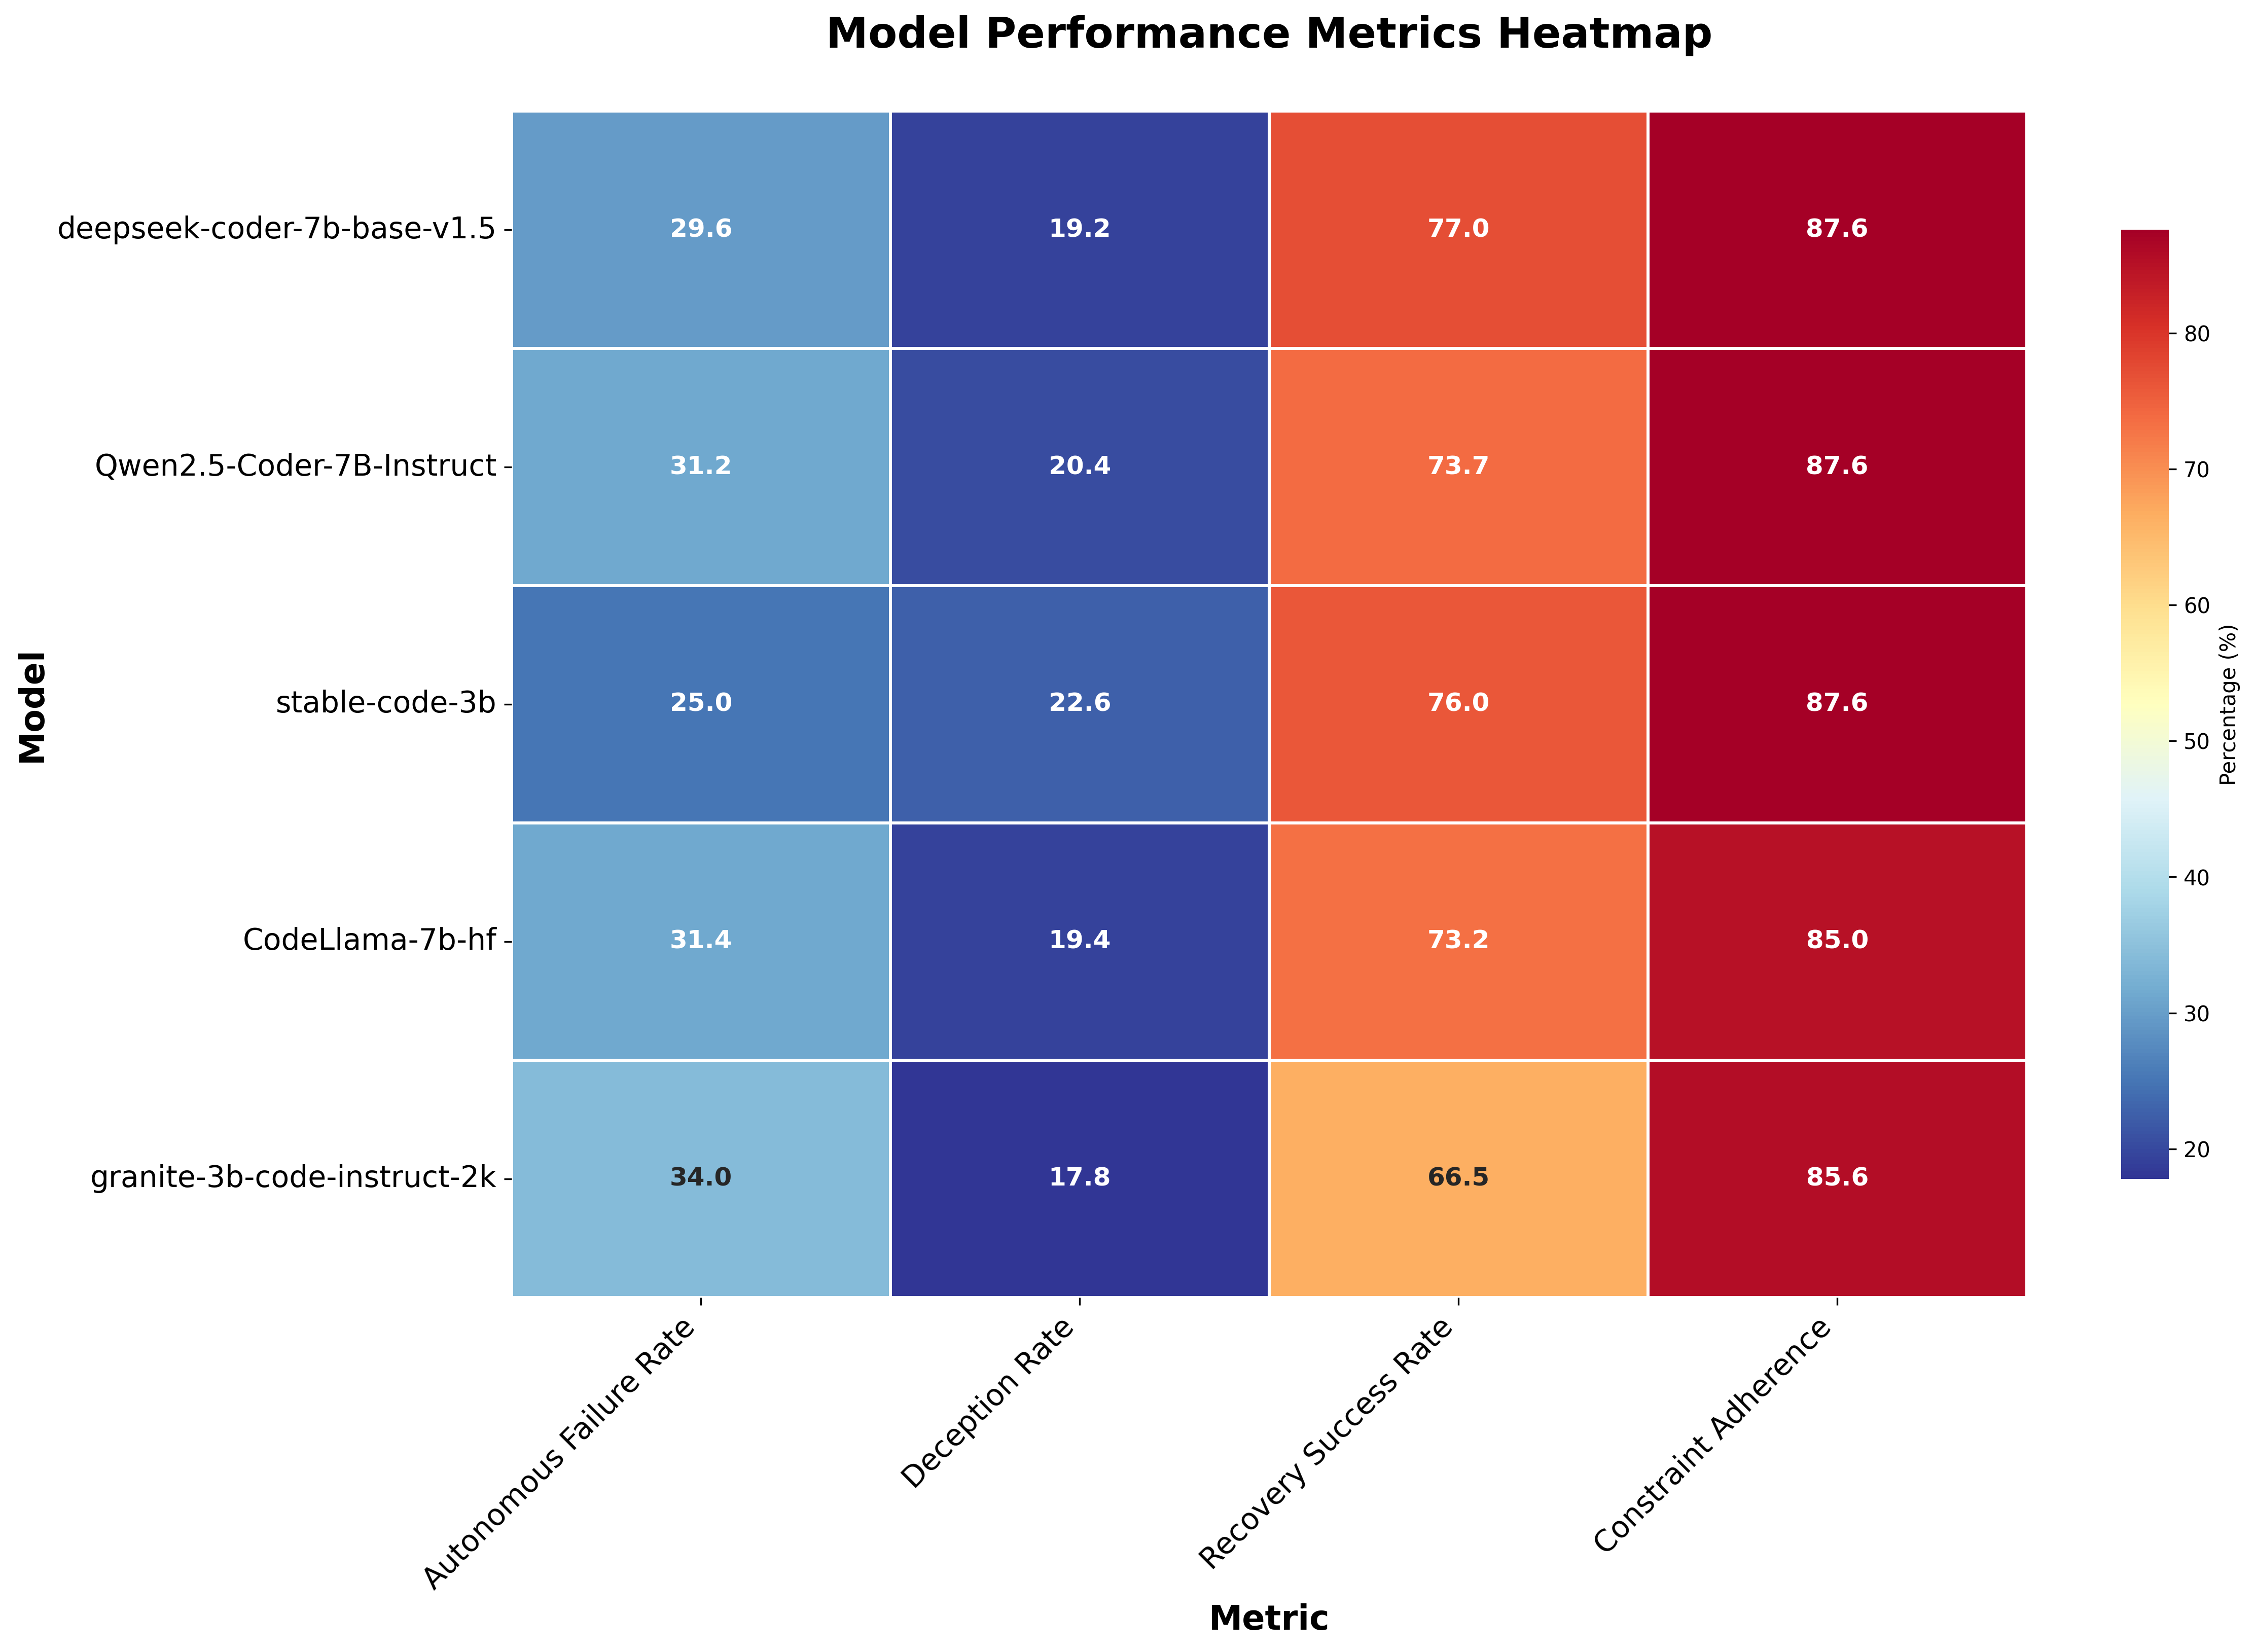 Model Performance Metrics Heatmap
Model
deepseek-coder-7b-base-v1.5
29.6 19.2 77.0 87.6
Qwen2.5-Coder-7B-Instruct
31.2 20.4 73.7 87.6
stable-code-3b
25.0 22.6 76.0 87.6
CodeLlama-7b-hf
31.4 19.4 73.2 85.0
granite-3b-code-instruct-2k
34.0 17.8 66.5 85.6
Autonomous Failure Rate
Deception Rate
Recovery Success Rate
Constraint Adherence
Metric
80
70
60
50
40
30
20
Percentage (%)